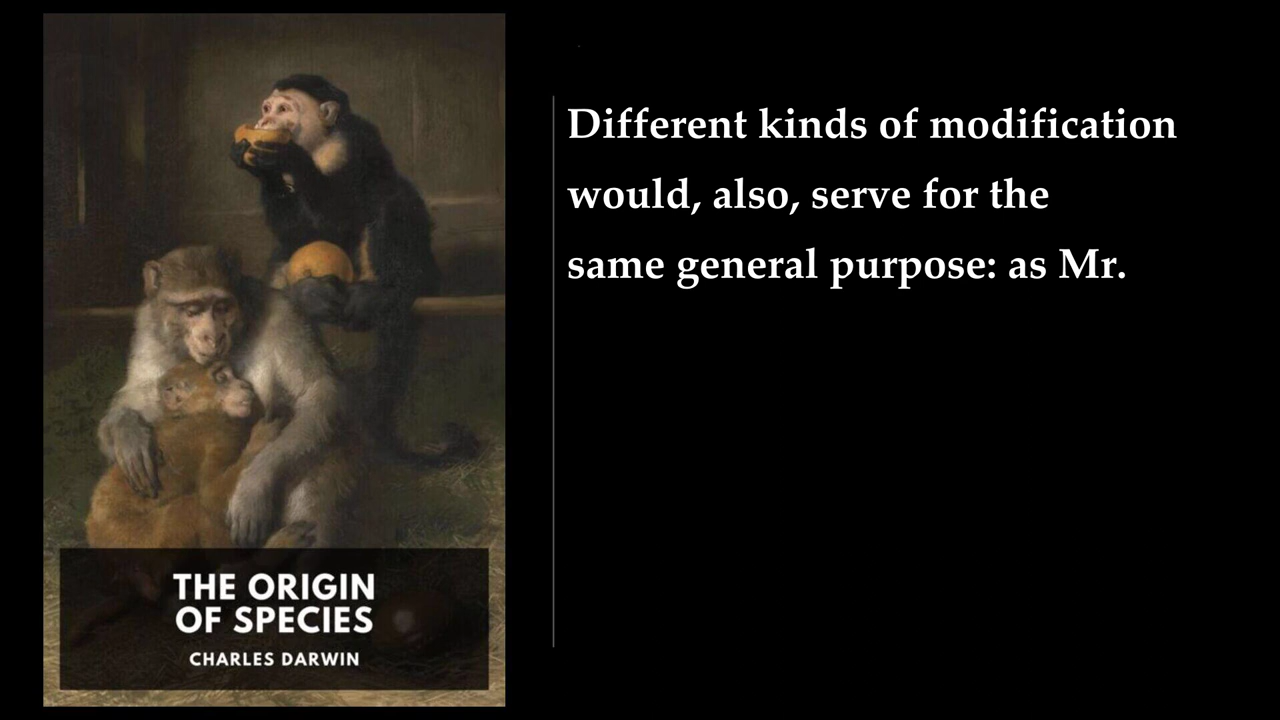 THE ORIGIN
OF SPECIES
CHARLES DARWIN
Different kinds of modification
would, also, serve for the
same general purpose: as Mr.